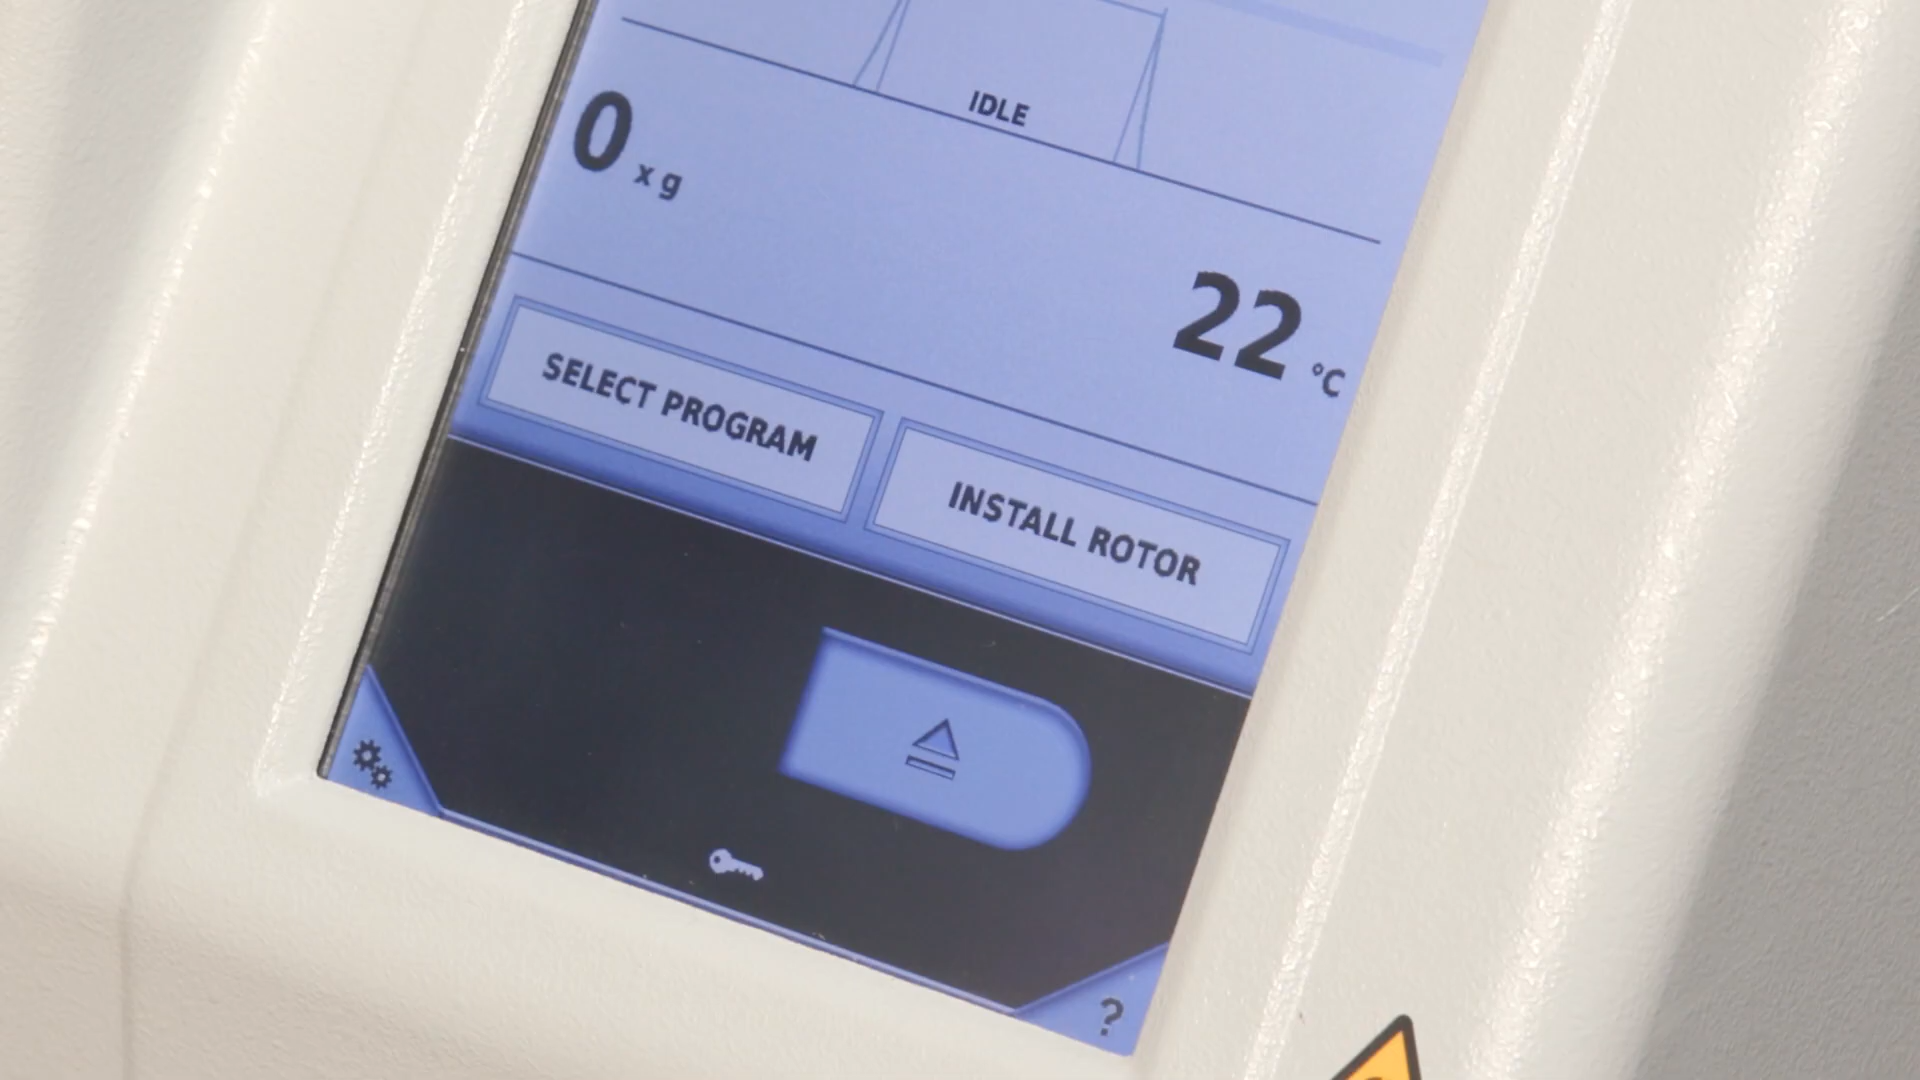 IDLE
0 x g
22 °C
SELECT PROGRAM
INSTALL ROTOR
?